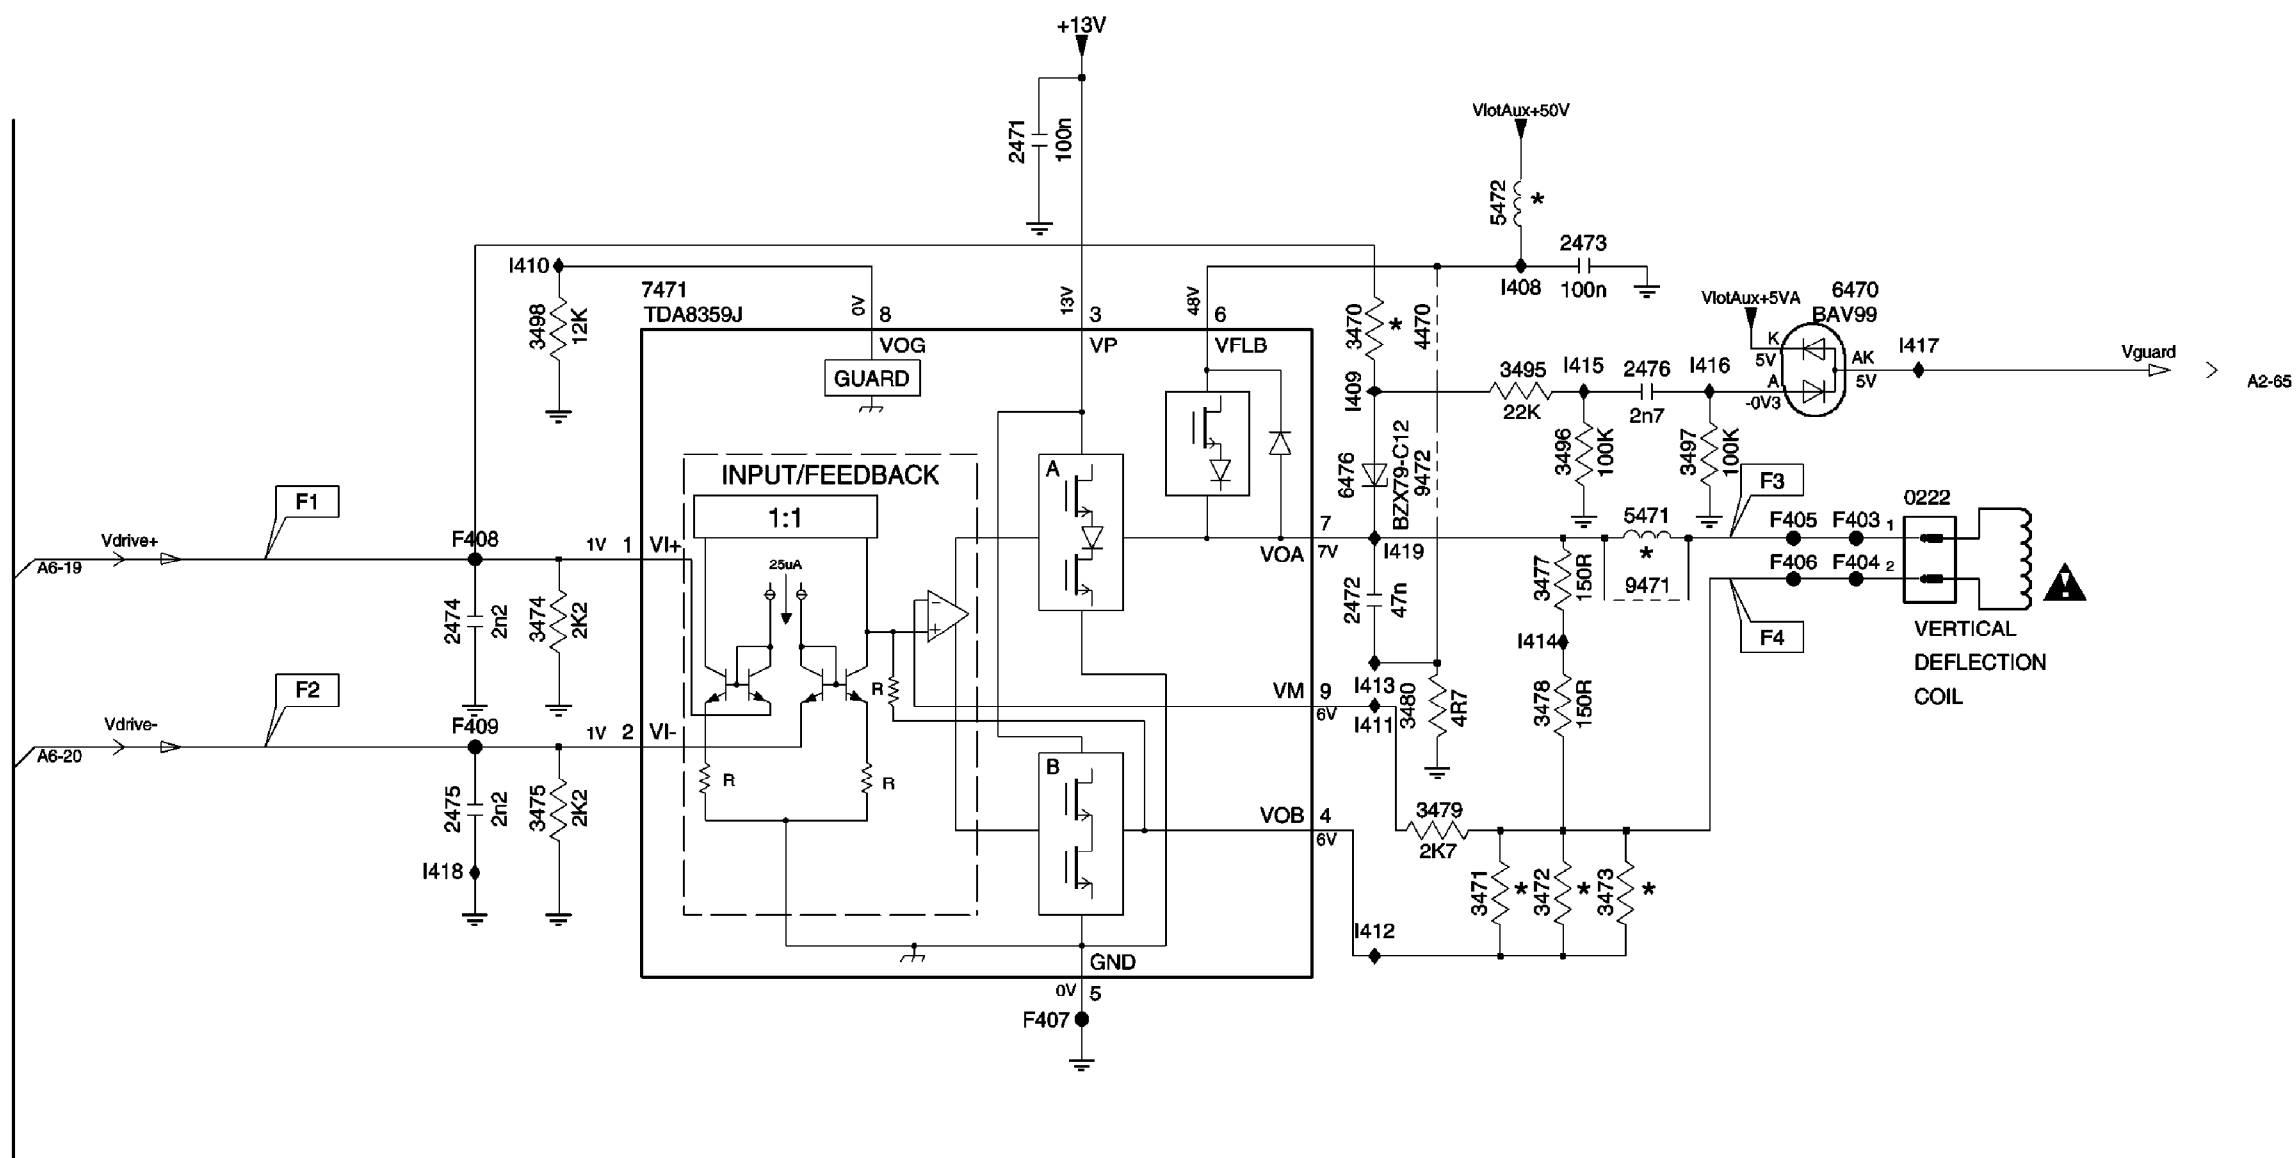 +13V
2471
100n
VlotAux+50V
5472
*
2473
100n
I408
I410
3498
12K
7471
TDA8359J
0V
8
13V
3
48V
6
VOG
VP
VFLB
GUARD
3470
*
4470
VlotAux+5VA
6470
BAV99
K
5V
AK
5V
A
-0V3
I417
Vguard
A2-65
I409
3495
22K
I415
2476
2n7
I416
3496
100K
3497
100K
6476
BZX79-C12
9472
INPUT/FEEDBACK
1:1
25uA
A
F1
Vdrive+
A6-19
F408
1V
1
VI+
2474
2n2
3474
2K2
7
VOA
7V
I419
2472
47n
3477
150R
5471
*
9471
F3
F405
F403
1
F406
F404
2
0222
F4
VERTICAL
DEFLECTION
COIL
I414
R
VM
9
6V
I413
I411
3480
4R7
3478
150R
F2
Vdrive-
A6-20
F409
1V
2
VI-
R
R
B
2475
2n2
3475
2K2
I418
VOB
4
6V
3479
2K7
3471
*
3472
*
3473
*
I412
GND
0V
5
F407